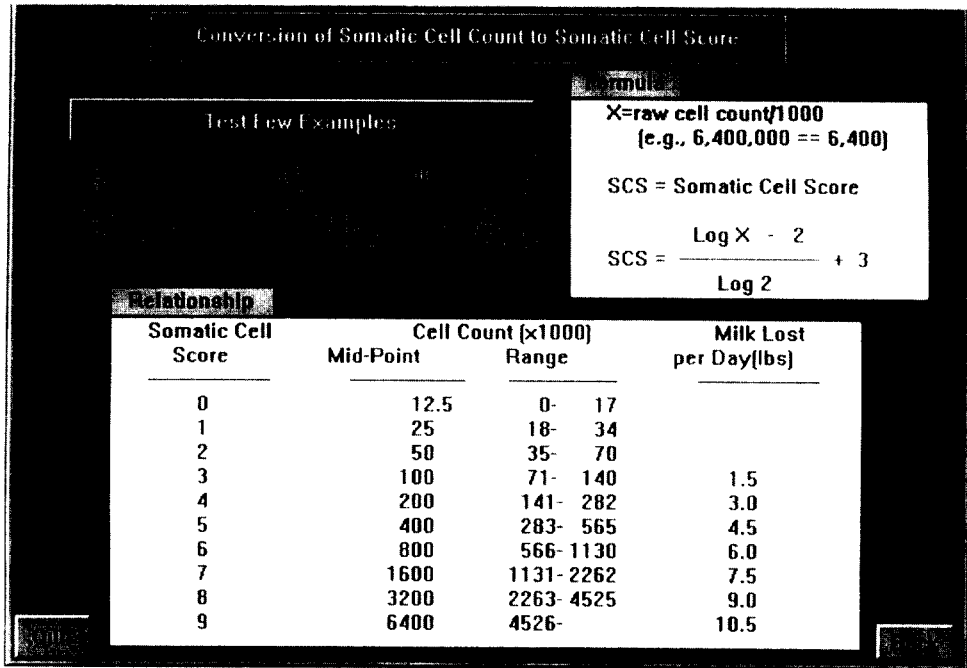 Conversion of Somatic Cell Count to Somatic Cell Score
Test Few Examples
Formula
X=raw cell count/1000
(e.g., 6,400,000 == 6,400)
SCS = Somatic Cell Score
Log X - 2
SCS = + 3
Log 2
Relationship
Somatic Cell Cell Count (x1000) Milk Lost
Score Mid-Point Range per Day(lbs)
0 12.5 0- 17
1 25 18- 34
2 50 35- 70
3 100 71- 140 1.5
4 200 141- 282 3.0
5 400 283- 565 4.5
6 800 566- 1130 6.0
7 1600 1131- 2262 7.5
8 3200 2263- 4525 9.0
9 6400 4526- 10.5